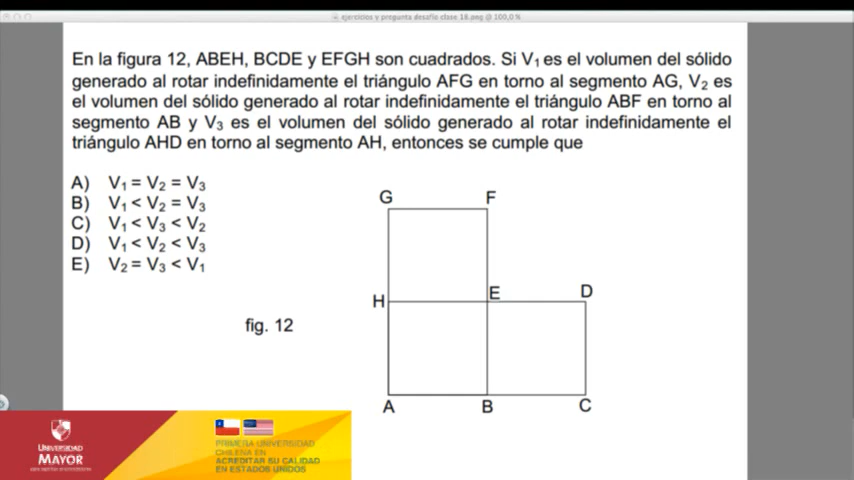 ejercicios y pregunta desafio clase 16.png @ 100,0%
En la figura 12, ABEH, BCDE y EFGH son cuadrados. Si V₁ es el volumen del sólido
generado al rotar indefinidamente el triángulo AFG en torno al segmento AG, V₂ es
el volumen del sólido generado al rotar indefinidamente el triángulo ABF en torno al
segmento AB y V₃ es el volumen del sólido generado al rotar indefinidamente el
triángulo AHD en torno al segmento AH, entonces se cumple que
A) V₁ = V₂ = V₃
B) V₁ < V₂ = V₃
C) V₁ < V₃ < V₂
D) V₁ < V₂ < V₃
E) V₂ = V₃ < V₁
G F
H E D
fig. 12
A B C
UNIVERSIDAD
MAYOR
PRIMERA UNIVERSIDAD
CHILENA EN
ACREDITAR SU CALIDAD
EN ESTADOS UNIDOS